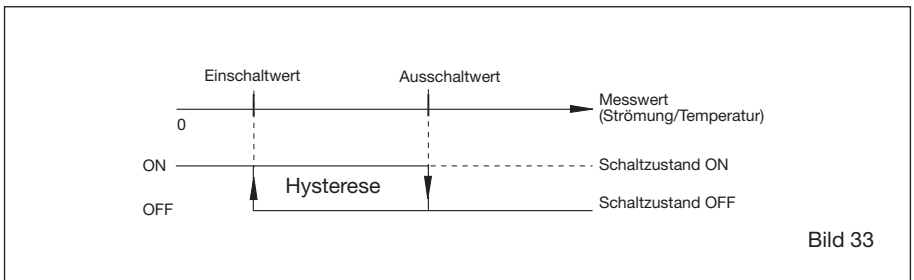 Einschaltwert
Ausschaltwert
0
Messwert
(Strömung/Temperatur)
ON
Schaltzustand ON
Hysterese
OFF
Schaltzustand OFF
Bild 33